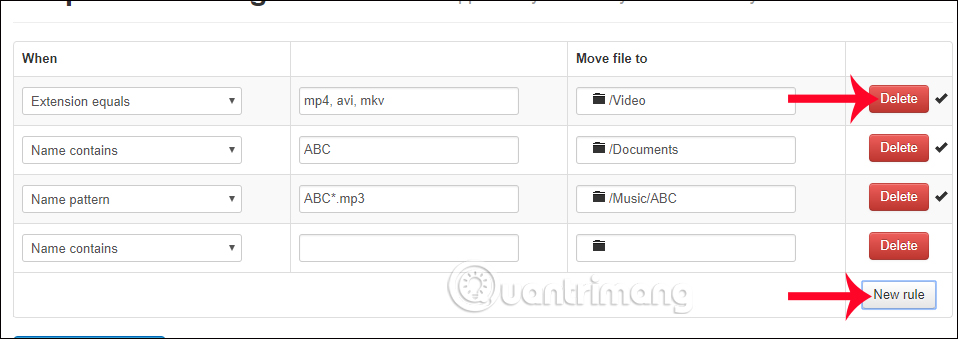 When Move file to
Extension equals mp4, avi, mkv /Video Delete
Name contains ABC /Documents Delete
Name pattern ABC*.mp3 /Music/ABC Delete
Name contains Delete
New rule
Quantrimang